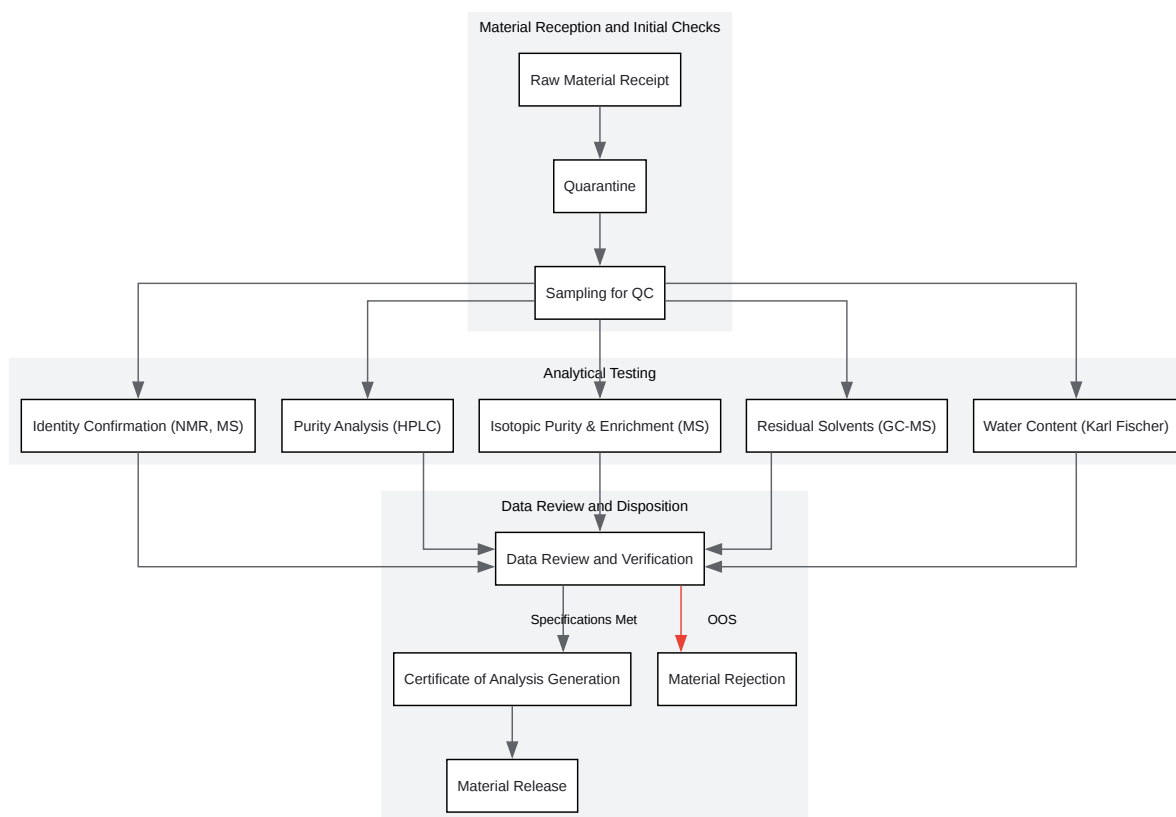 Material Reception and Initial Checks
Raw Material Receipt
Quarantine
Sampling for QC
Analytical Testing
Identity Confirmation (NMR, MS)
Purity Analysis (HPLC)
Isotopic Purity & Enrichment (MS)
Residual Solvents (GC-MS)
Water Content (Karl Fischer)
Data Review and Disposition
Data Review and Verification
Specifications Met
OOS
Certificate of Analysis Generation
Material Rejection
Material Release